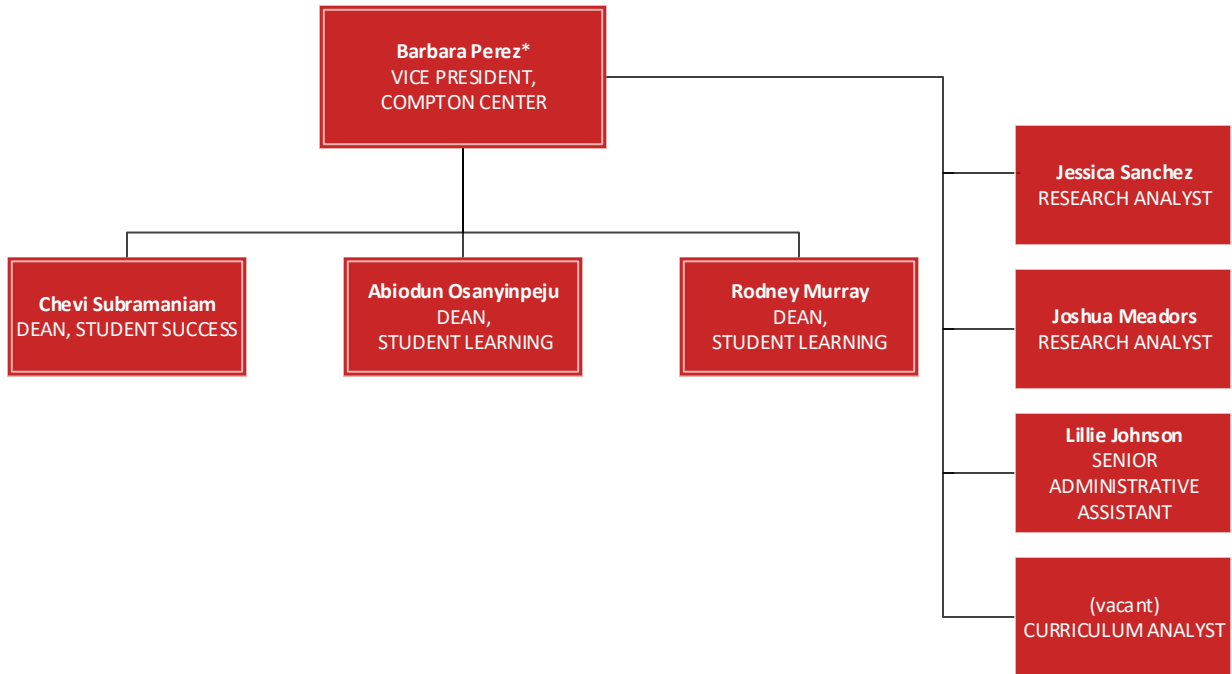 Barbara Perez*
VICE PRESIDENT,
COMPTON CENTER
Chevi Subramaniam
DEAN, STUDENT SUCCESS
Abiodun Osanyinpeju
DEAN,
STUDENT LEARNING
Rodney Murray
DEAN,
STUDENT LEARNING
Jessica Sanchez
RESEARCH ANALYST
Joshua Meadors
RESEARCH ANALYST
Lillie Johnson
SENIOR
ADMINISTRATIVE
ASSISTANT
(vacant)
CURRICULUM ANALYST